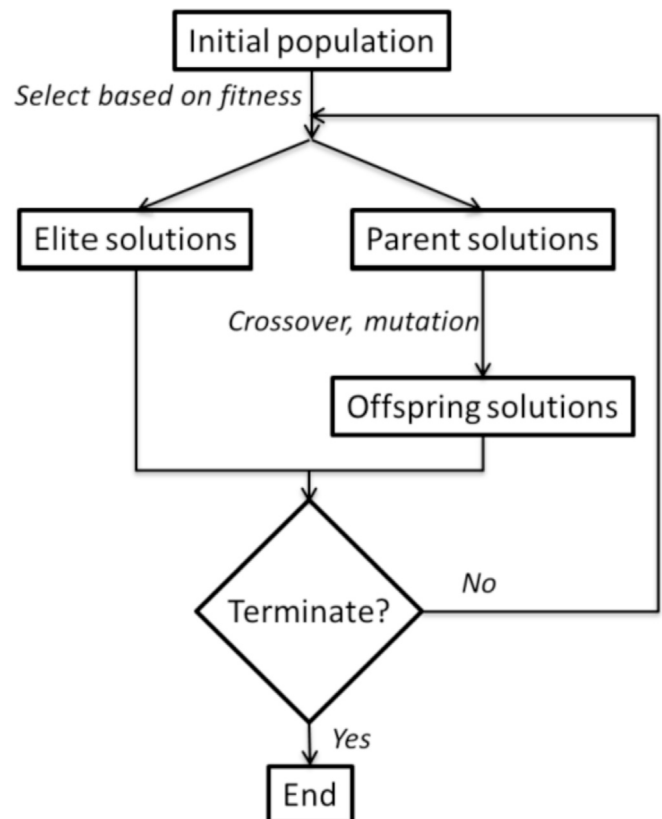 Initial population
Select based on fitness
Elite solutions
Parent solutions
Crossover, mutation
Offspring solutions
Terminate?
No
Yes
End